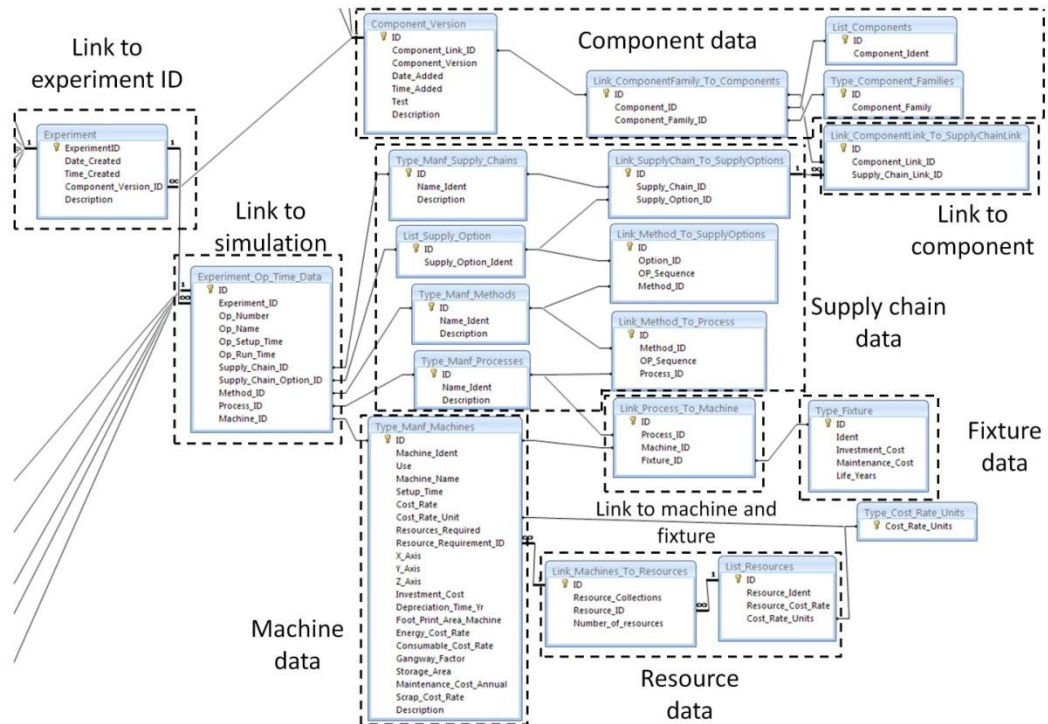 Link to
experiment ID
Experiment
ExperimentID
Date_Created
Time_Created
Component_Version_ID
Description
Component_Version
ID
Component_Link_ID
Component_Version
Date_Added
Time_Added
Test
Description
Component data
Link_ComponentFamily_To_Components
ID
Component_ID
Component_Family_ID
List_Components
ID
Component_Ident
Type_Component_Families
ID
Component_Family
Link_ComponentLink_To_SupplyChainLink
ID
Component_Link_ID
Supply_Chain_Link_ID
Link to
component
Link to
simulation
Experiment_Op_Time_Data
ID
Experiment_ID
Op_Number
Op_Name
Op_Setup_Time
Op_Run_Time
Supply_Chain_ID
Supply_Chain_Option_ID
Method_ID
Process_ID
Machine_ID
Type_Manf_Supply_Chains
ID
Name_Ident
Description
List_Supply_Option
ID
Supply_Option_Ident
Type_Manf_Methods
ID
Name_Ident
Description
Type_Manf_Processes
ID
Name_Ident
Description
Link_SupplyChain_To_SupplyOptions
ID
Supply_Chain_ID
Supply_Option_ID
Link_Method_To_SupplyOptions
Option_ID
OP_Sequence
Method_ID
Link_Method_To_Process
ID
Method_ID
OP_Sequence
Process_ID
Supply chain
data
Link_Process_To_Machine
ID
Process_ID
Machine_ID
Fixture_ID
Link to machine and
fixture
Type_Fixture
ID
Ident
Investment_Cost
Maintenance_Cost
Life_Years
Fixture
data
Type_Cost_Rate_Units
Cost_Rate_Units
Type_Manf_Machines
ID
Machine_Ident
Use
Machine_Name
Setup_Time
Cost_Rate
Cost_Rate_Unit
Resources_Required
Resource_Requirement_ID
X_Axis
Y_Axis
Z_Axis
Investment_Cost
Depreciation_Time_Yr
Foot_Print_Area_Machine
Energy_Cost_Rate
Consumable_Cost_Rate
Gangway_Factor
Storage_Area
Maintenance_Cost_Annual
Scrap_Cost_Rate
Description
Machine
data
Link_Machines_To_Resources
ID
Resource_Collections
Resource_ID
Number_of_resources
List_Resources
ID
Resource_Ident
Resource_Cost_Rate
Cost_Rate_Units
Resource
data